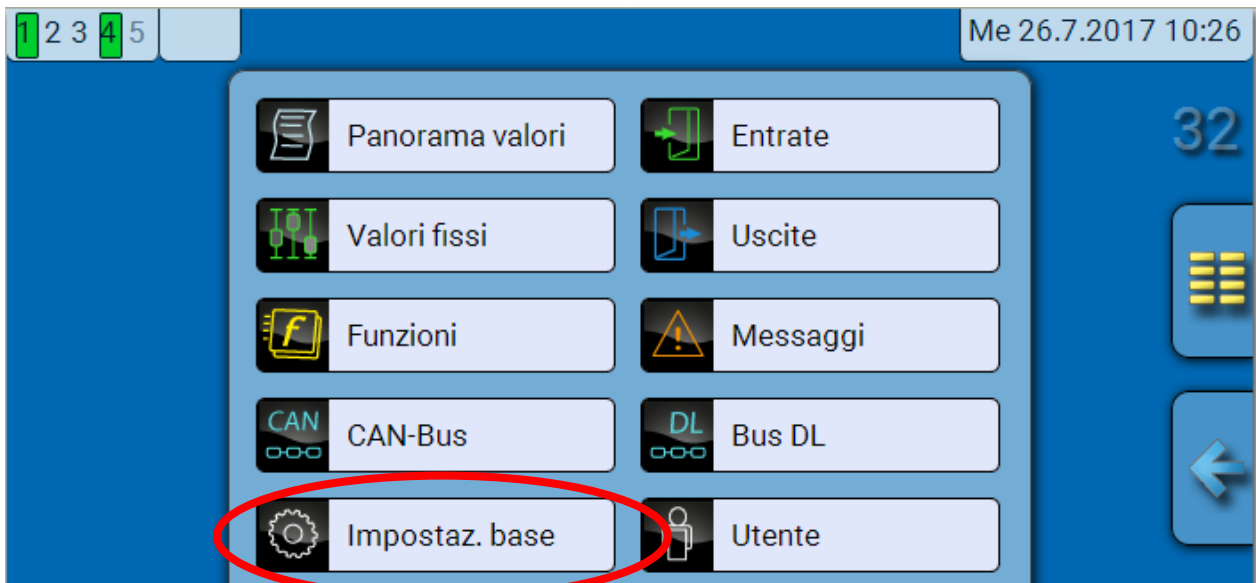 1 2 3 4 5
Me 26.7.2017 10:26
32
Panorama valori
Entrate
Valori fissi
Uscite
f
Funzioni
Messaggi
CAN
CAN-Bus
DL
Bus DL
Impostaz. base
Utente